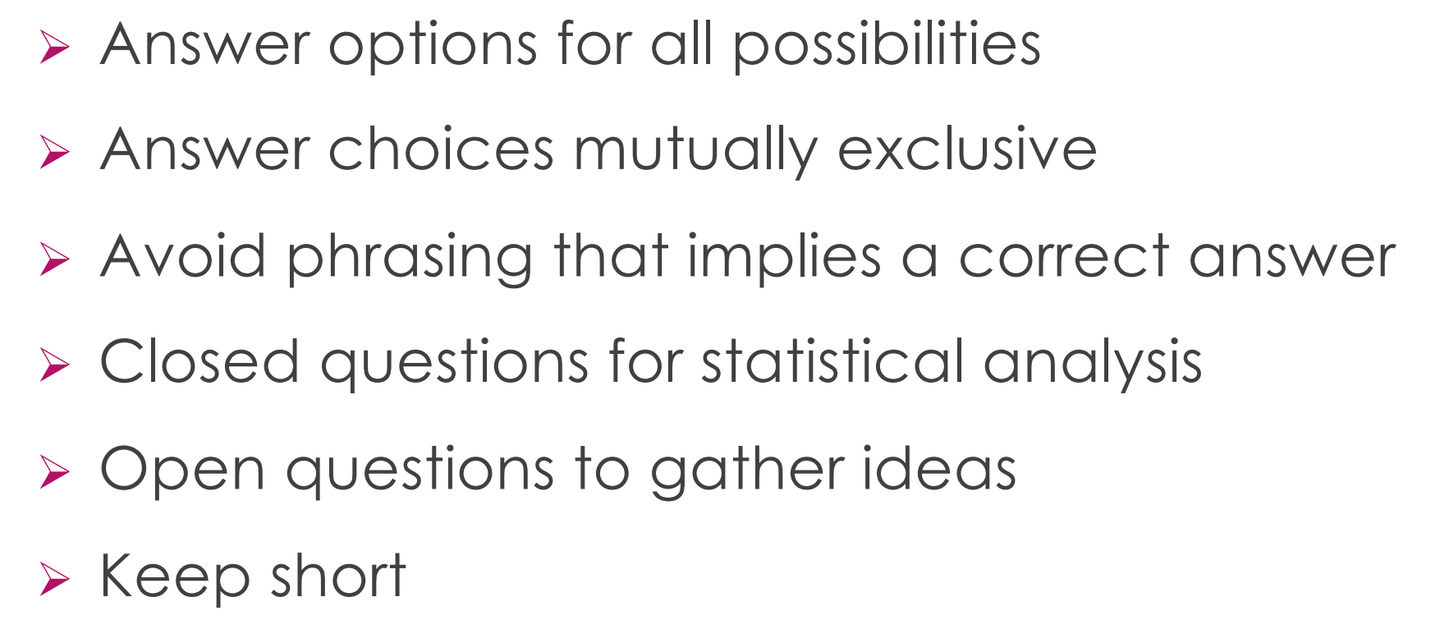 Answer options for all possibilities
Answer choices mutually exclusive
Avoid phrasing that implies a correct answer
Closed questions for statistical analysis
Open questions to gather ideas
Keep short